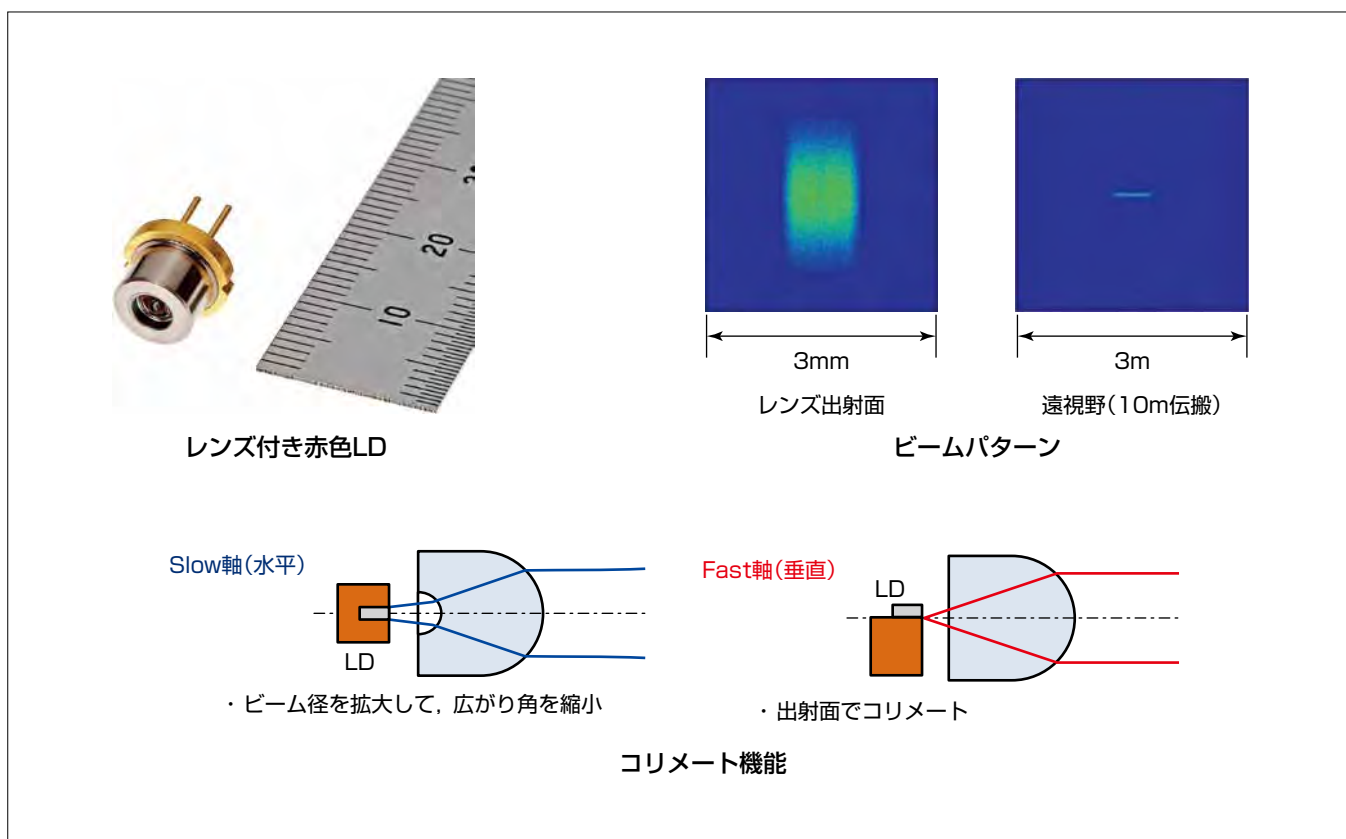 10
20
3mm
3m
レンズ出射面
遠視野（10m伝搬）
レンズ付き赤色LD
ビームパターン
Slow軸（水平）
LD
・ビーム径を拡大して，広がり角を縮小
Fast軸（垂直）
LD
・出射面でコリメート
コリメート機能